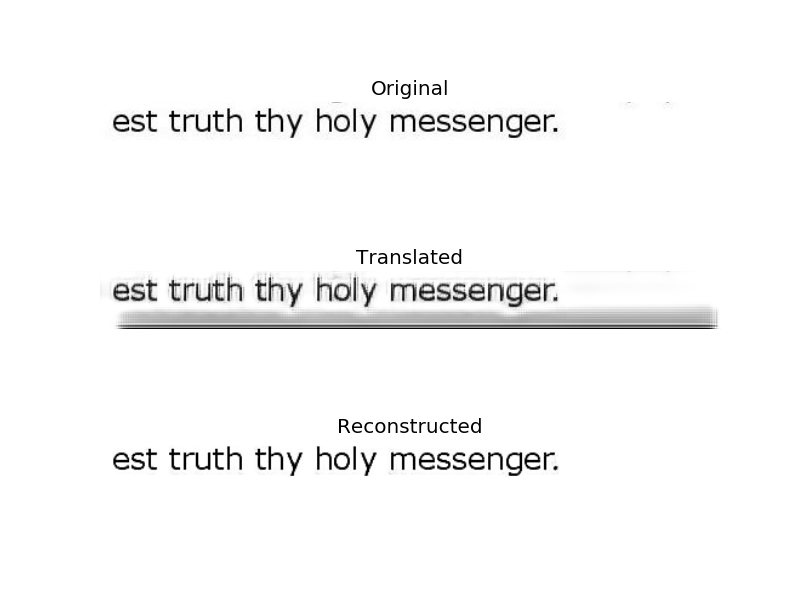 Original
est truth thy holy messenger.
Translated
est truth thy holy messenger.
Reconstructed
est truth thy holy messenger.